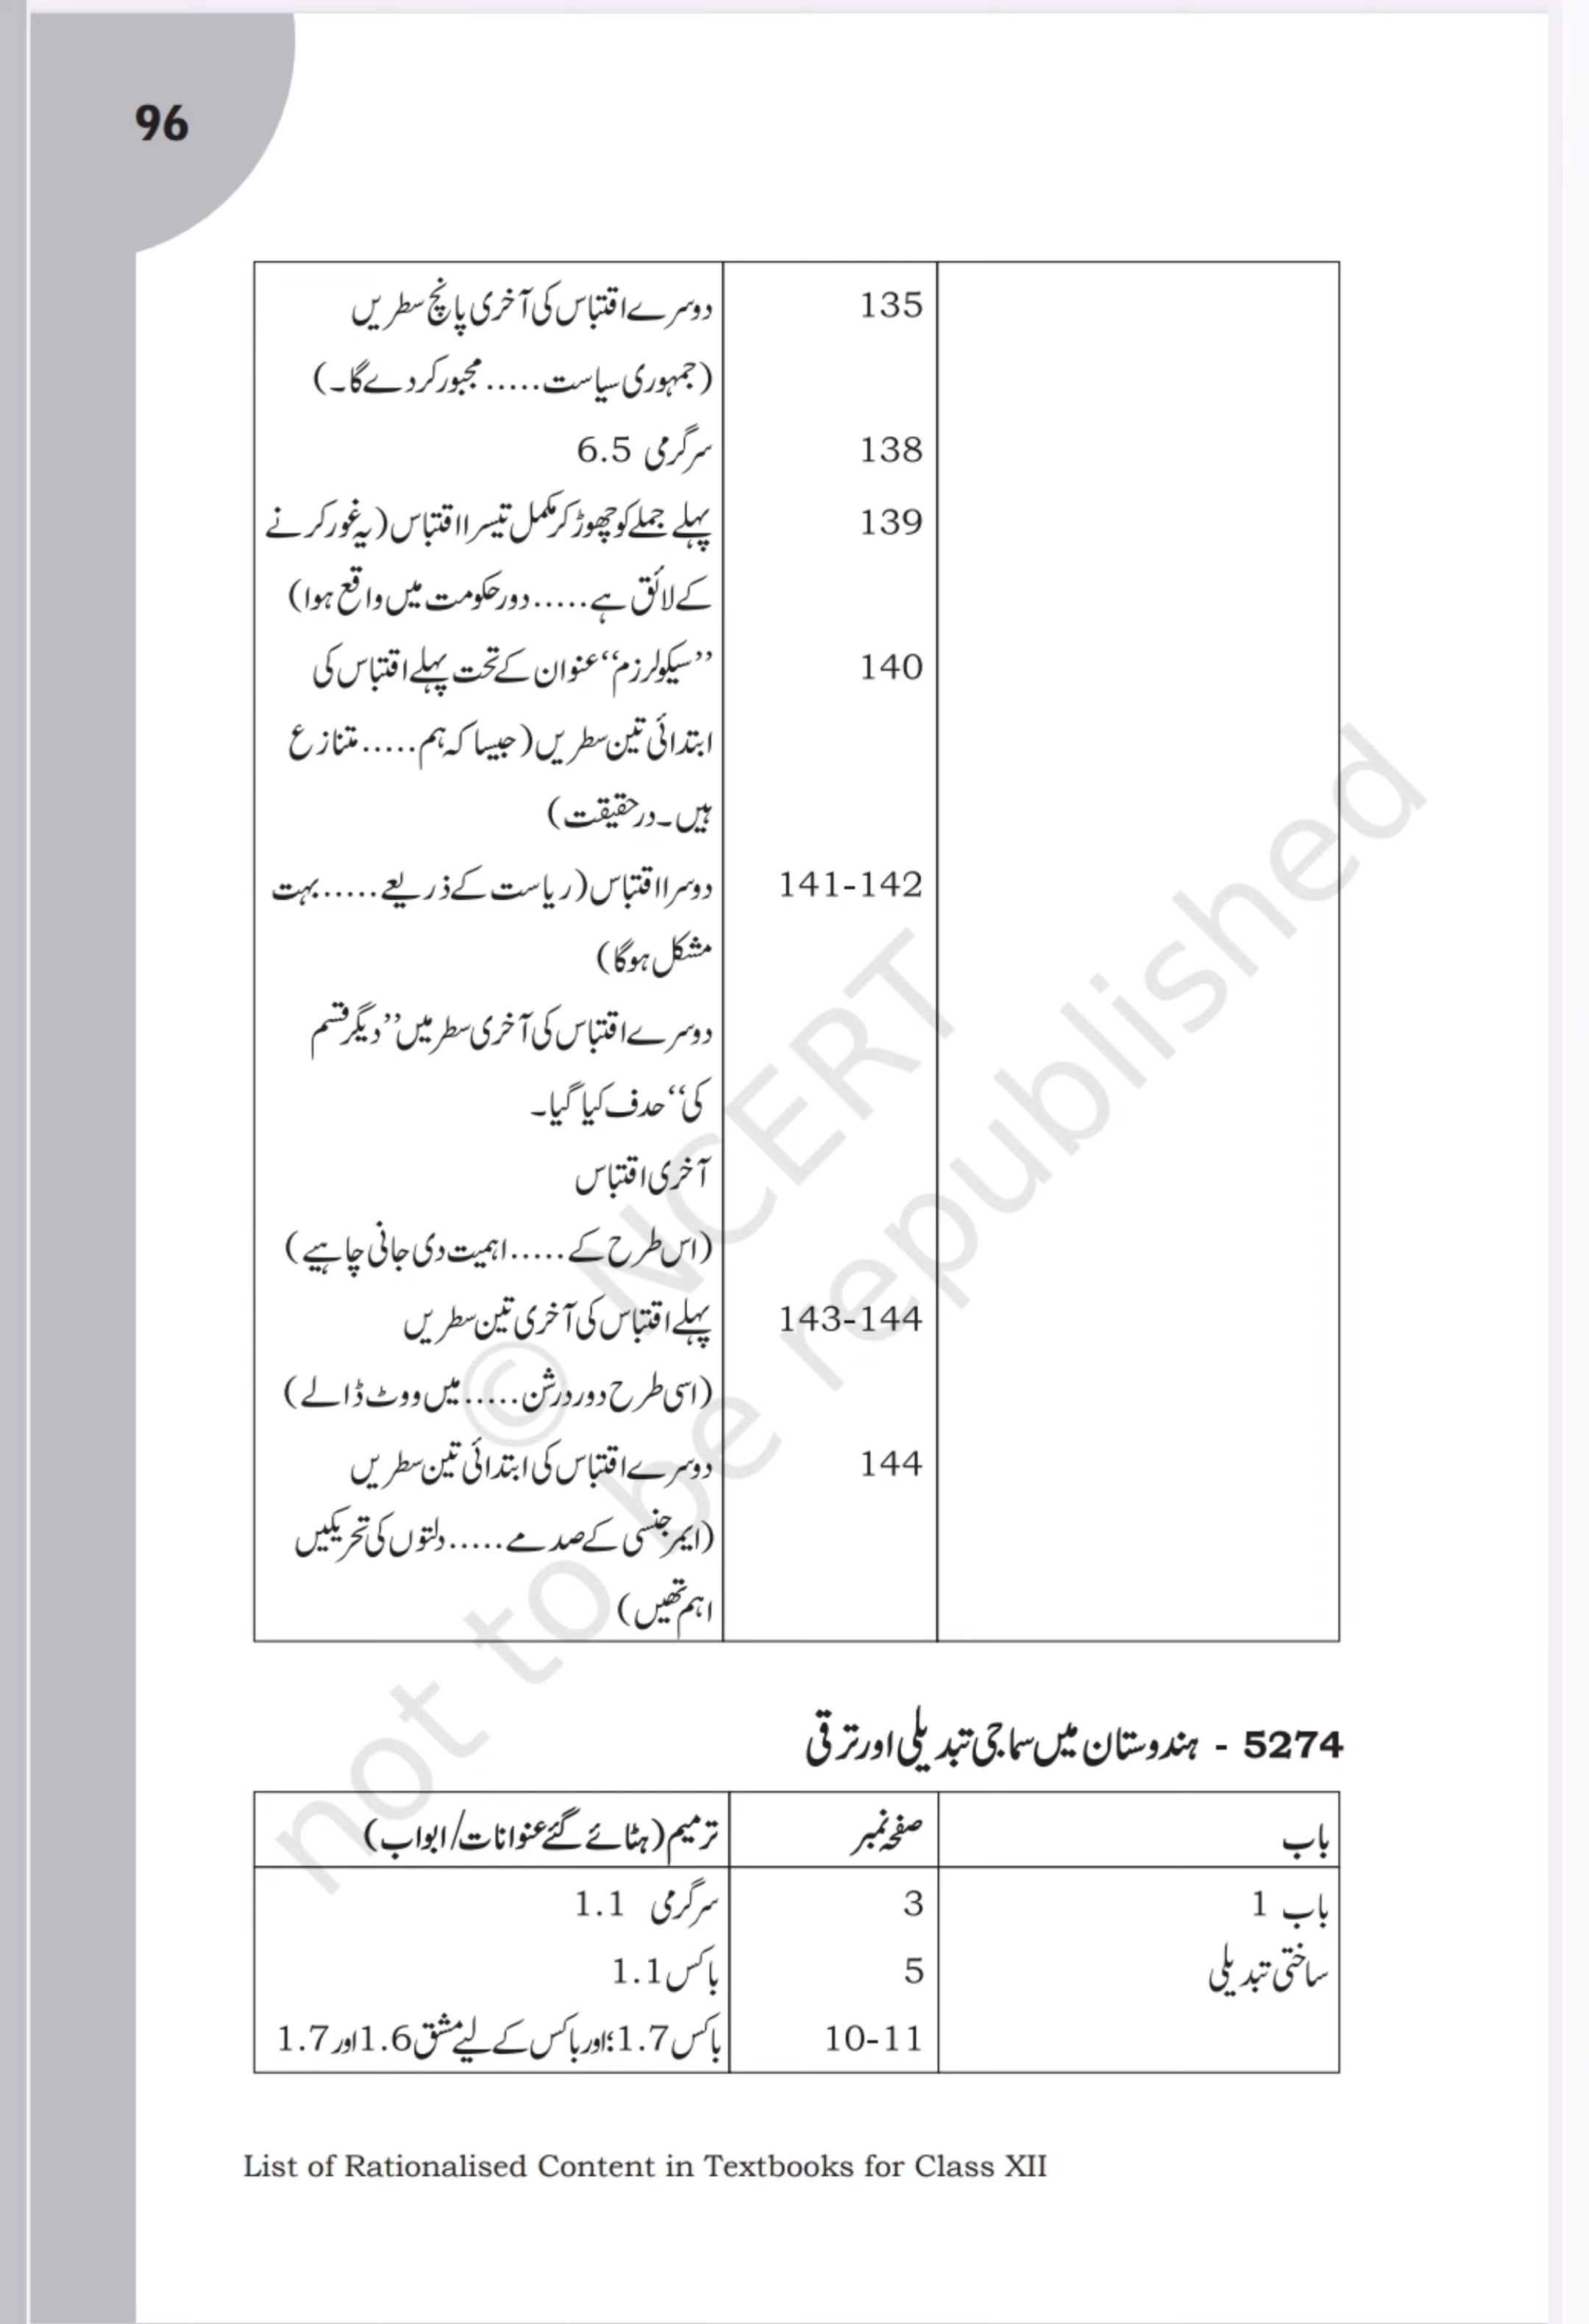 96
135 دوسرے اقتباس کی آخری پانچ سطریں
(جمہوری سیاست ..... مجبور کر دے گا۔)
138 سرگرمی 6.5
139 پہلے جملے کو چھوڑ کر مکمل تیسرا اقتباس (یہ غور کرنے
کے لائق ہے ..... دور حکومت میں واقع ہوا)
140 ’’سیکولرزم‘‘ عنوان کے تحت پہلے اقتباس کی
ابتدائی تین سطریں (جیسا کہ ہم ..... متنازع
ہیں۔ درحقیقت)
141-142 دوسرا اقتباس (ریاست کے ذریعے ..... بہت
مشکل ہوگا)
دوسرے اقتباس کی آخری سطر میں ’’دیگر قسم
کی‘‘ حدف کیا گیا۔
آخری اقتباس
(اس طرح کے ..... اہمیت دی جانی چاہیے)
143-144 پہلے اقتباس کی آخری تین سطریں
(اسی طرح دور درشن ..... میں ووٹ ڈالے)
144 دوسرے اقتباس کی ابتدائی تین سطریں
(ایمرجنسی کے صدمے ..... دلتوں کی تحریکیں
اہم تھیں)
5274 - ہندوستان میں سماجی تبدیلی اور ترقی
باب صفحہ نمبر ترمیم (ہٹائے گئے عنوانات/ابواب)
باب 1 3 سرگرمی 1.1
ساختی تبدیلی 5 باکس 1.1
10-11 باکس 1.7؛ اور باکس کے لیے مشق 1.6 اور 1.7
List of Rationalised Content in Textbooks for Class XII
© NCERT
not to be republished